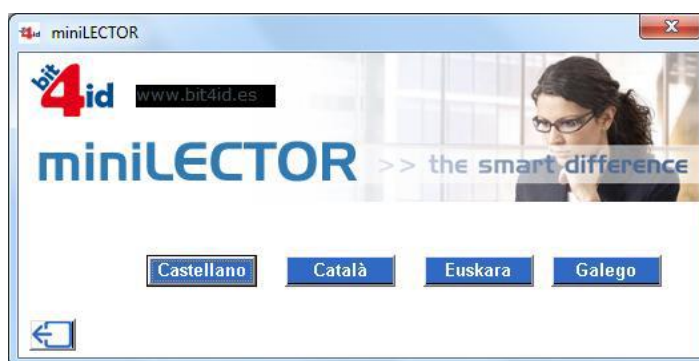 miniLECTOR
bit4id www.bit4id.es
miniLECTOR >> the smart difference
Castellano Català Euskara Galego